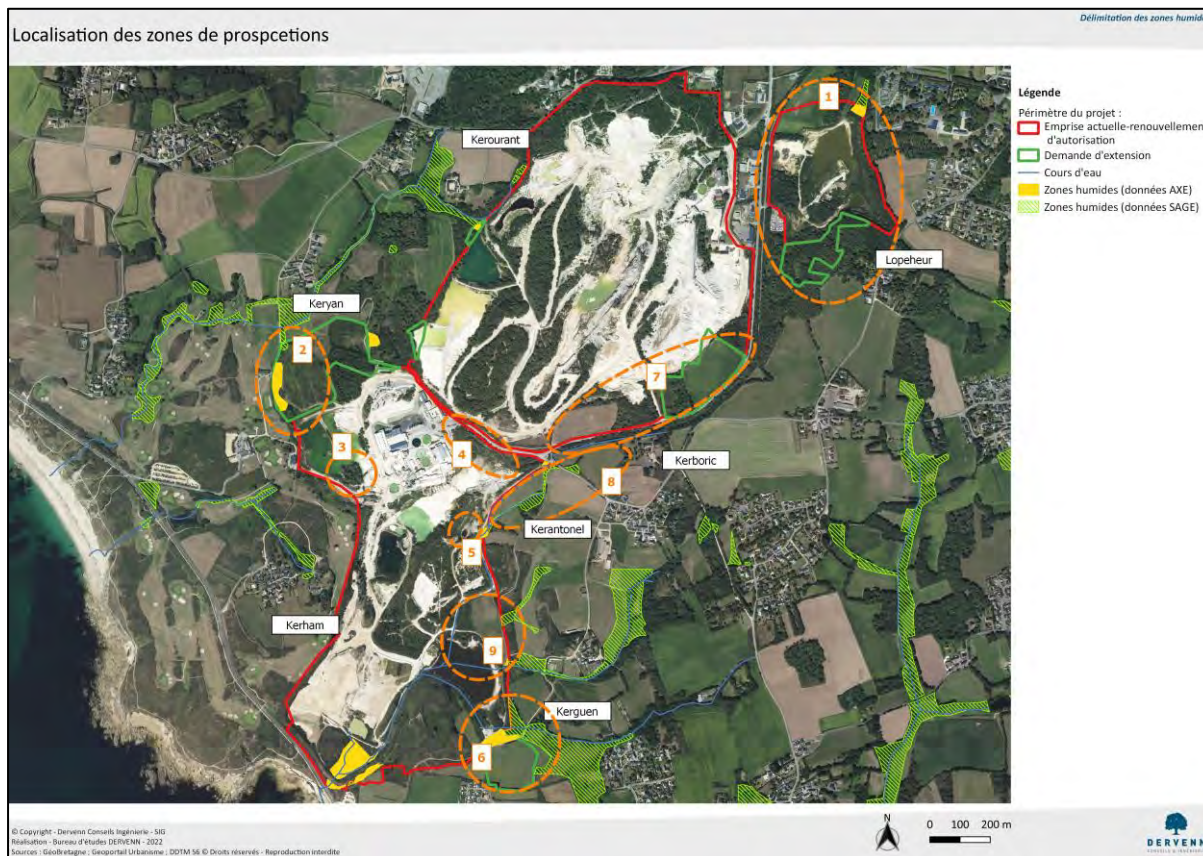 Délimitation des zones humide
Localisation des zones de prospcetions
Légende
Périmètre du projet :
Emprise actuelle-renouvellemen
d'autorisation
Demande d'extension
Cours d'eau
Zones humides (données AXE)
Zones humides (données SAGE)
1
Kerourant
Lopeheur
Keryan
2
7
3
4
Kerboric
8
Kerantonel
5
Kerham
9
Kerguen
6
© Copyright - Dervenn Conseils Ingénierie - SIG
Réalisation - Bureau d'études DERVENN - 2022
Sources : GéoBretagne ; Geoportail Urbanisme ; DDTM 56 © Droits réservés - Reproduction interdite
N
0 100 200 m
DERVENN
CONSEILS & INGÉNIERIE